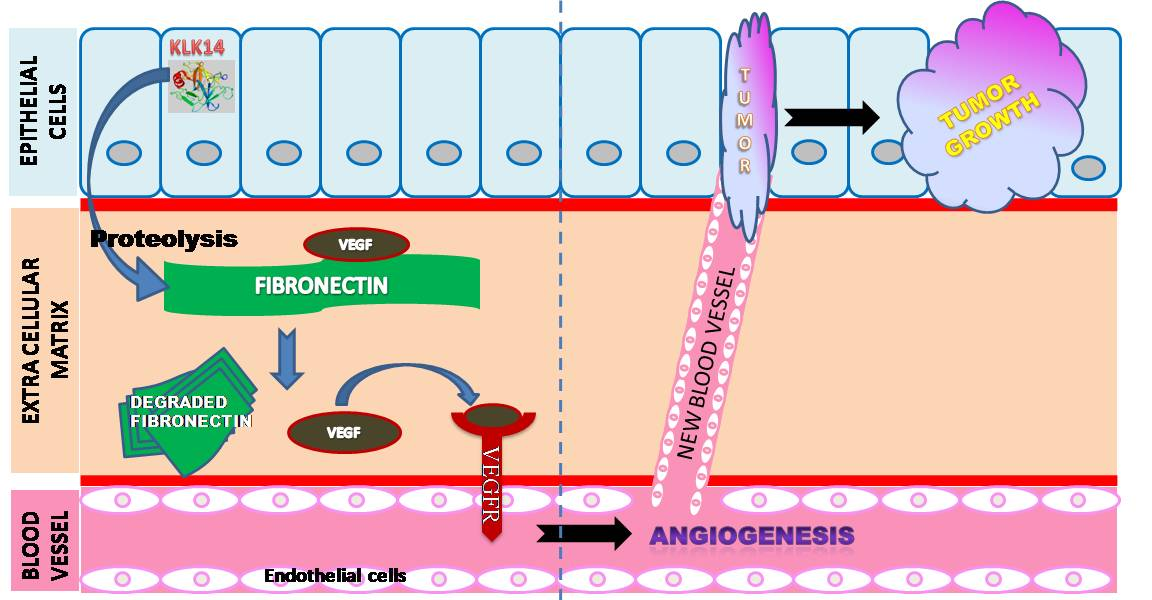 EPITHELIAL
CELLS
KLK14
TUMOR
TUMOR
GROWTH
EXTRA CELLULAR
MATRIX
Proteolysis
VEGF
FIBRONECTIN
DEGRADED
FIBRONECTIN
VEGF
VEGFR
NEW BLOOD VESSEL
BLOOD
VESSEL
ANGIOGENESIS
Endothelial cells